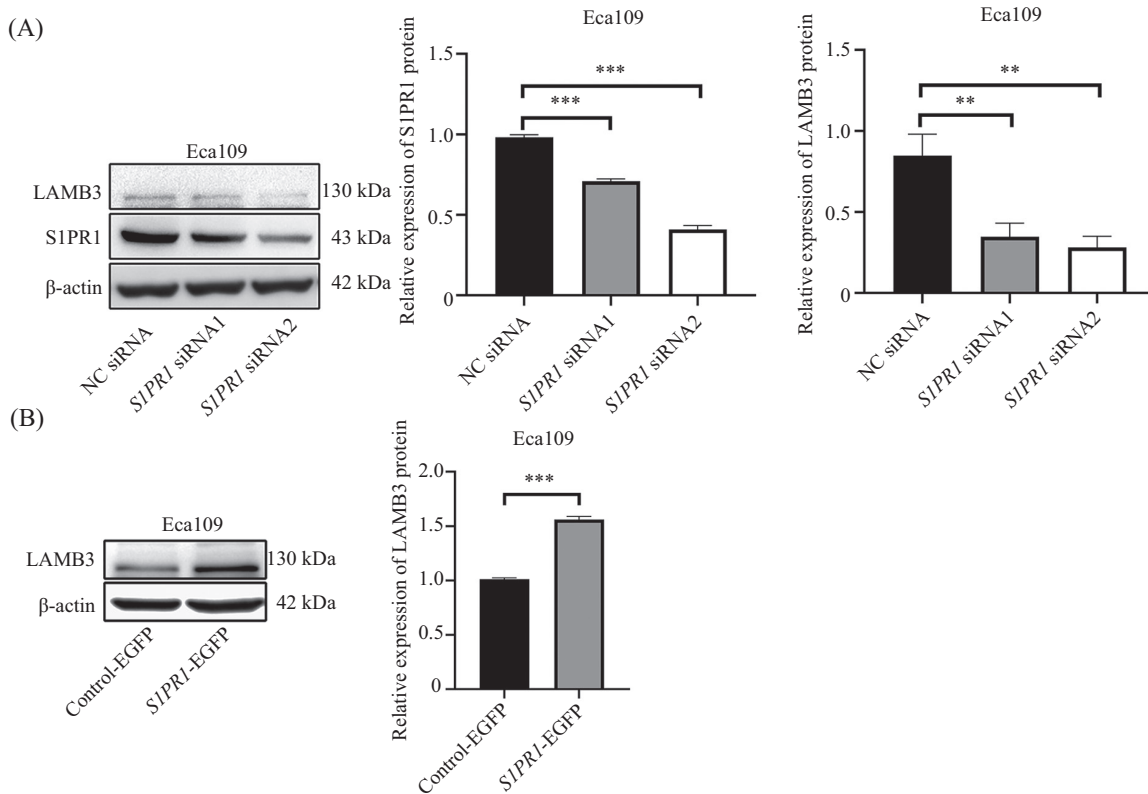 (A)
Eca109
LAMB3
130 kDa
S1PR1
43 kDa
β-actin
42 kDa
NC siRNA
S1PR1 siRNA1
S1PR1 siRNA2
Eca109
Relative expression of S1PR1 protein
1.5
1.0
0.5
0
***
***
NC siRNA
S1PR1 siRNA1
S1PR1 siRNA2
Eca109
Relative expression of LAMB3 protein
1.5
1.0
0.5
0
**
**
NC siRNA
S1PR1 siRNA1
S1PR1 siRNA2
(B)
Eca109
LAMB3
130 kDa
β-actin
42 kDa
Control-EGFP
S1PR1-EGFP
Eca109
Relative expression of LAMB3 protein
2.0
1.5
1.0
0.5
0
***
Control-EGFP
S1PR1-EGFP